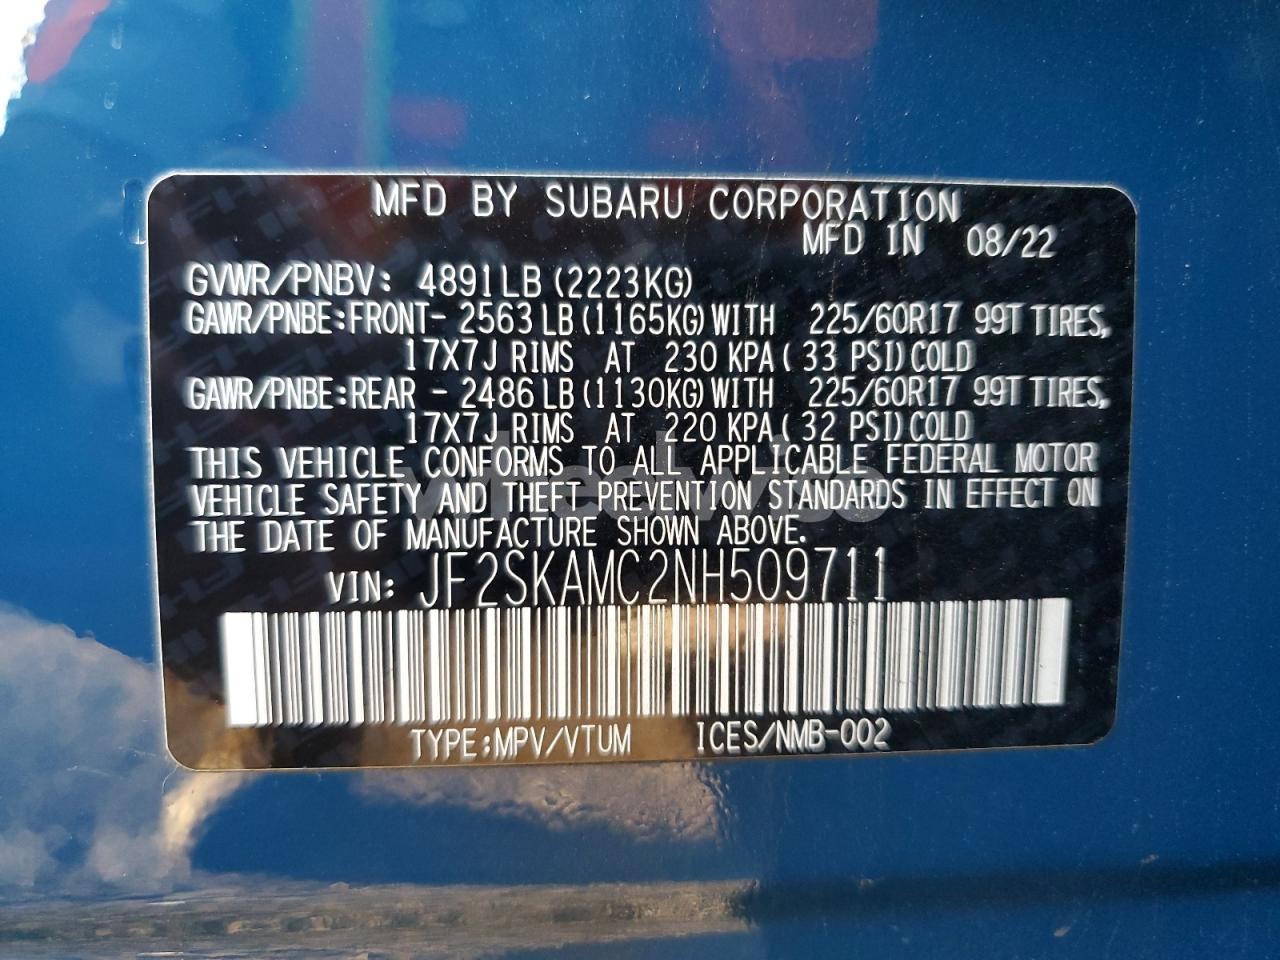 MFD BY SUBARU CORPORATION
MFD IN 08/22
GVWR/PNBV: 4891LB (2223KG)
GAWR/PNBE:FRONT- 2563 LB (1165KG) WITH 225/60R17 99T TIRES,
17X7J RIMS AT 230 KPA ( 33 PSI) COLD
GAWR/PNBE:REAR - 2486 LB (1130KG) WITH 225/60R17 99T TIRES,
17X7J RIMS AT 220 KPA ( 32 PSI) COLD
THIS VEHICLE CONFORMS TO ALL APPLICABLE FEDERAL MOTOR
VEHICLE SAFETY AND THEFT PREVENTION STANDARDS IN EFFECT ON
THE DATE OF MANUFACTURE SHOWN ABOVE.
VIN: JF2SKAMC2NH509711
TYPE:MPV/VTUM ICES/NMB-002